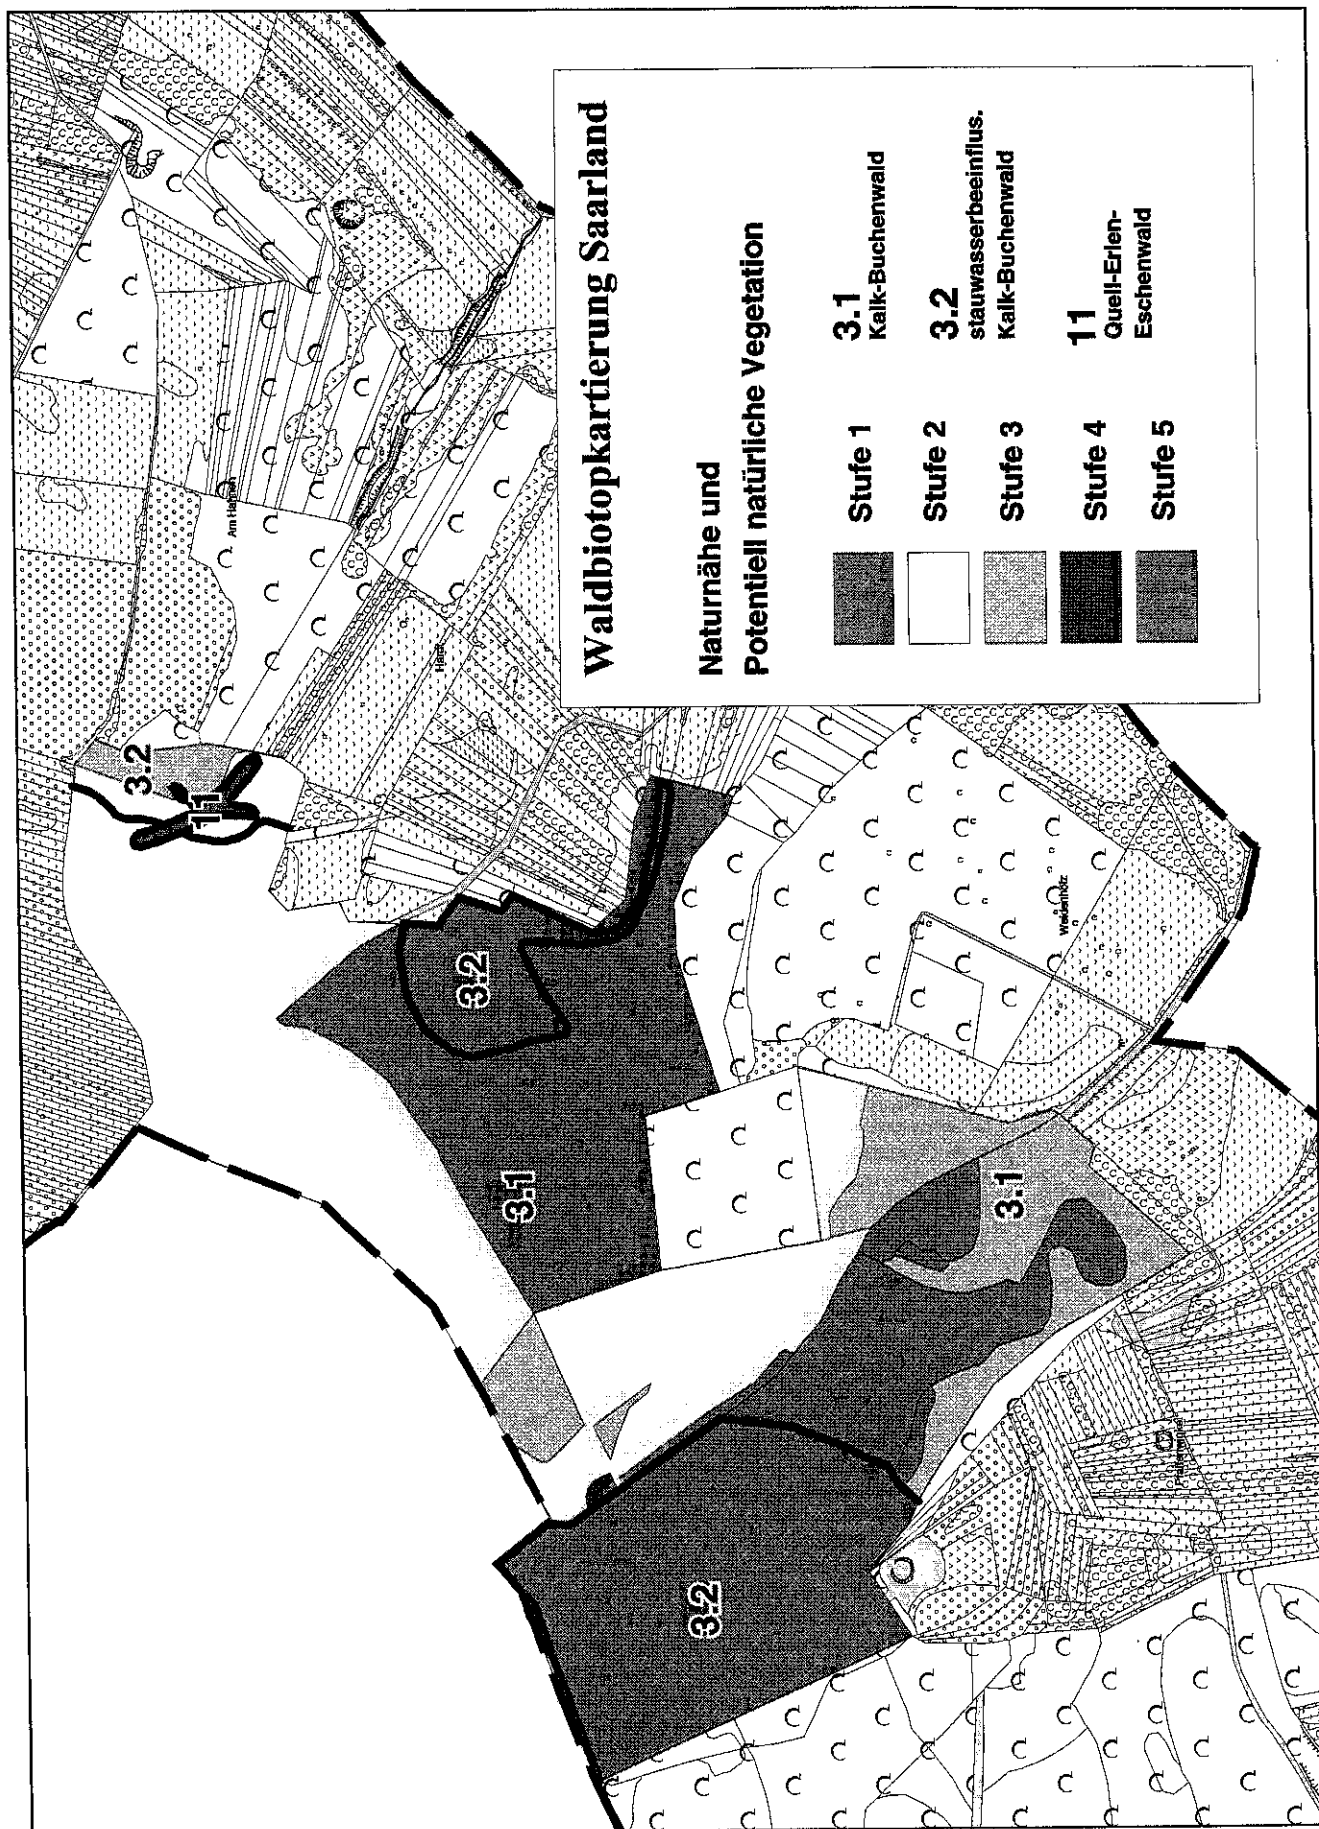 Waldbiotopkartierung Saarland
Naturnähe und
Potentiell natürliche Vegetation
Stufe 1
Stufe 2
Stufe 3
Stufe 4
Stufe 5
3.1
Kalk-Buchenwald
3.2
stauwasserbeeinflus.
Kalk-Buchenwald
11
Quell-Erlen-
Eschenwald
3.2
11
3.2
3.1
3.1
3.2
Weidenholz